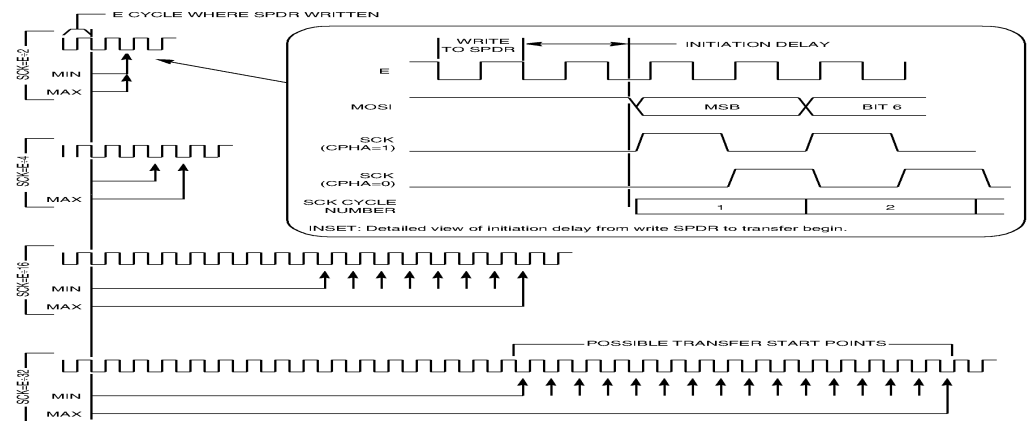 E CYCLE WHERE SPDR WRITTEN
SCK=E÷2
MIN
MAX
WRITE
TO SPDR
INITIATION DELAY
E
MOSI
MSB
BIT 6
SCK
(CPHA=1)
SCK
(CPHA=0)
SCK CYCLE
NUMBER
1
2
INSET: Detailed view of initiation delay from write SPDR to transfer begin.
SCK=E÷4
MAX
SCK=E÷16
MIN
MAX
POSSIBLE TRANSFER START POINTS
SCK=E÷32
MIN
MAX